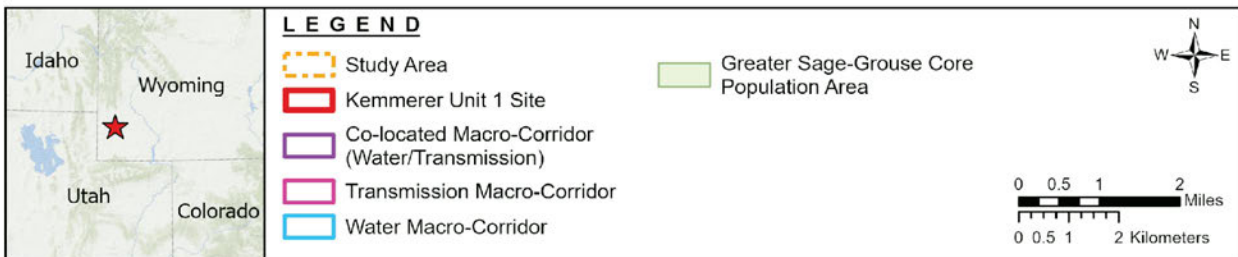 Idaho
Wyoming
Utah
Colorado
L E G E N D
Study Area
Kemmerer Unit 1 Site
Co-located Macro-Corridor
(Water/Transmission)
Transmission Macro-Corridor
Water Macro-Corridor
Greater Sage-Grouse Core
Population Area
N
W E
S
0 0.5 1 2
Miles
0 0.5 1 2 Kilometers